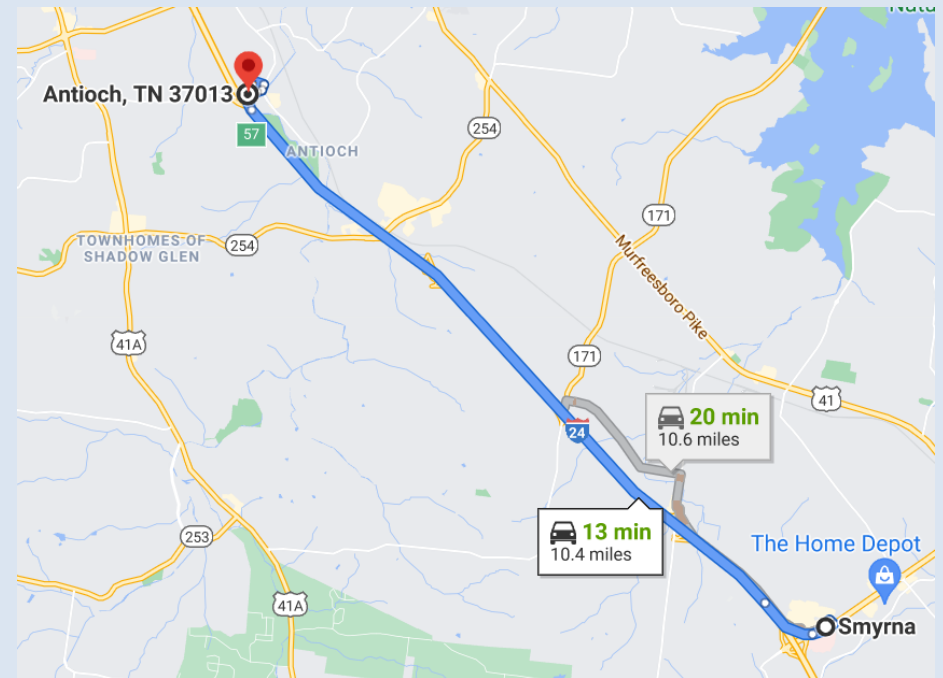 Antioch, TN 37013
57
ANTIOCH
254
171
TOWNHOMES OF
SHADOW GLEN
254
Murfreesboro Pike
41A
171
41
24
20 min
10.6 miles
13 min
10.4 miles
253
The Home Depot
41A
Smyrna